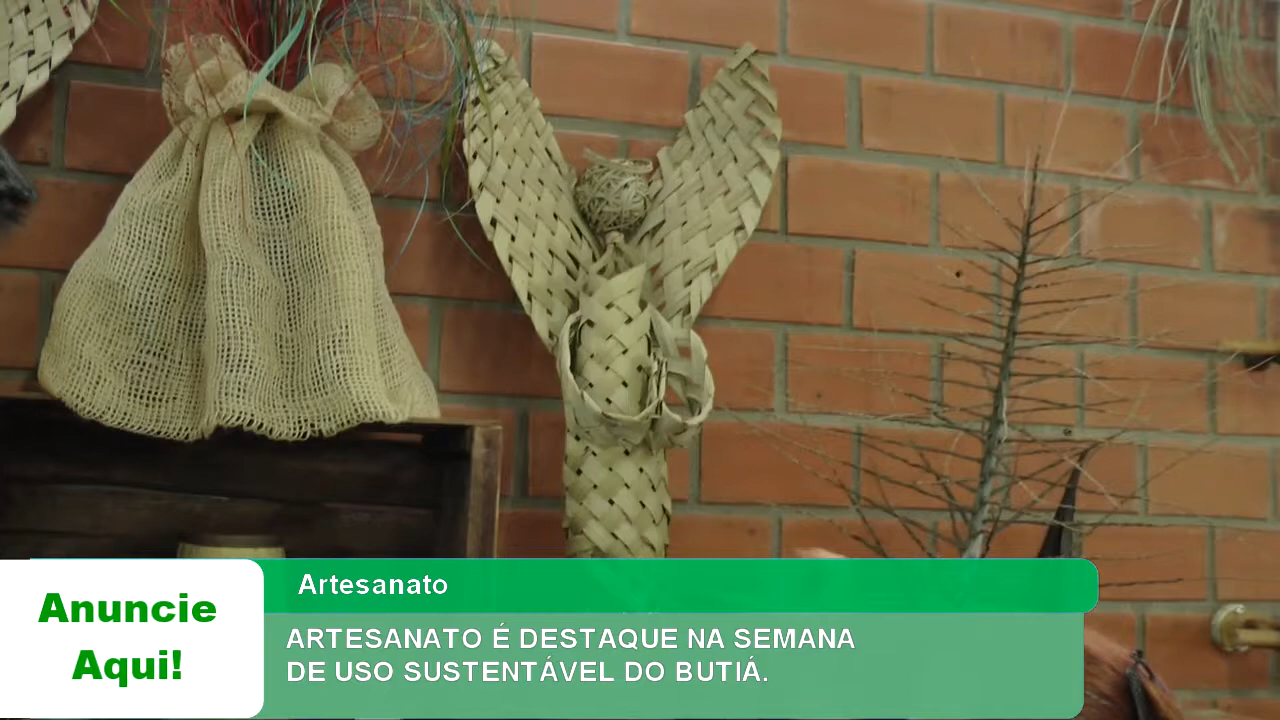 Anuncie
Aqui!
Artesanato
ARTESANATO É DESTAQUE NA SEMANA
DE USO SUSTENTÁVEL DO BUTIÁ.